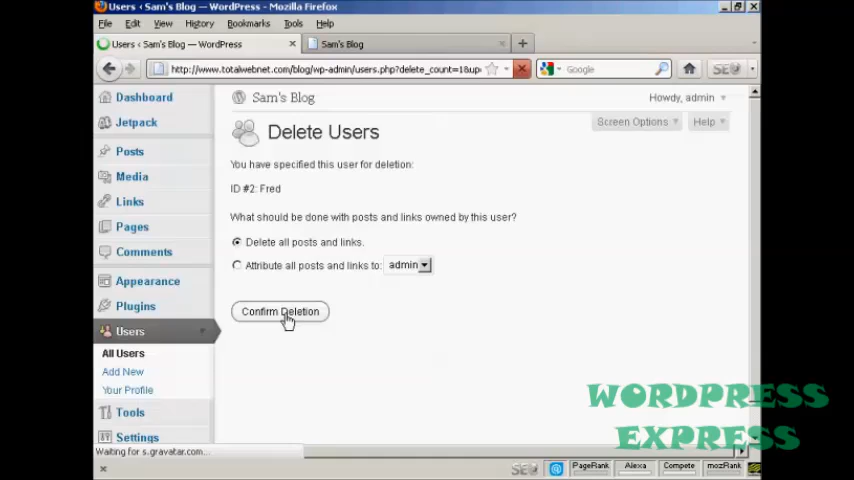 Users ‹ Sam's Blog — WordPress - Mozilla Firefox
File Edit View History Bookmarks Tools Help
Users ‹ Sam's Blog — WordPress × Sam's Blog × +
http://www.totalwebnet.com/blog/wp-admin/users.php?delete_count=1&up Google SEO
Dashboard
Jetpack
Posts
Media
Links
Pages
Comments
Appearance
Plugins
Users
All Users
Add New
Your Profile
Tools
Settings
Sam's Blog Howdy, admin
Screen Options Help
Delete Users
You have specified this user for deletion:
ID #2: Fred
What should be done with posts and links owned by this user?
Delete all posts and links.
Attribute all posts and links to: admin
Confirm Deletion
WORDPRESS
EXPRESS
Waiting for s.gravatar.com...
× SEO @ PageRank Alexa Compete mozRank